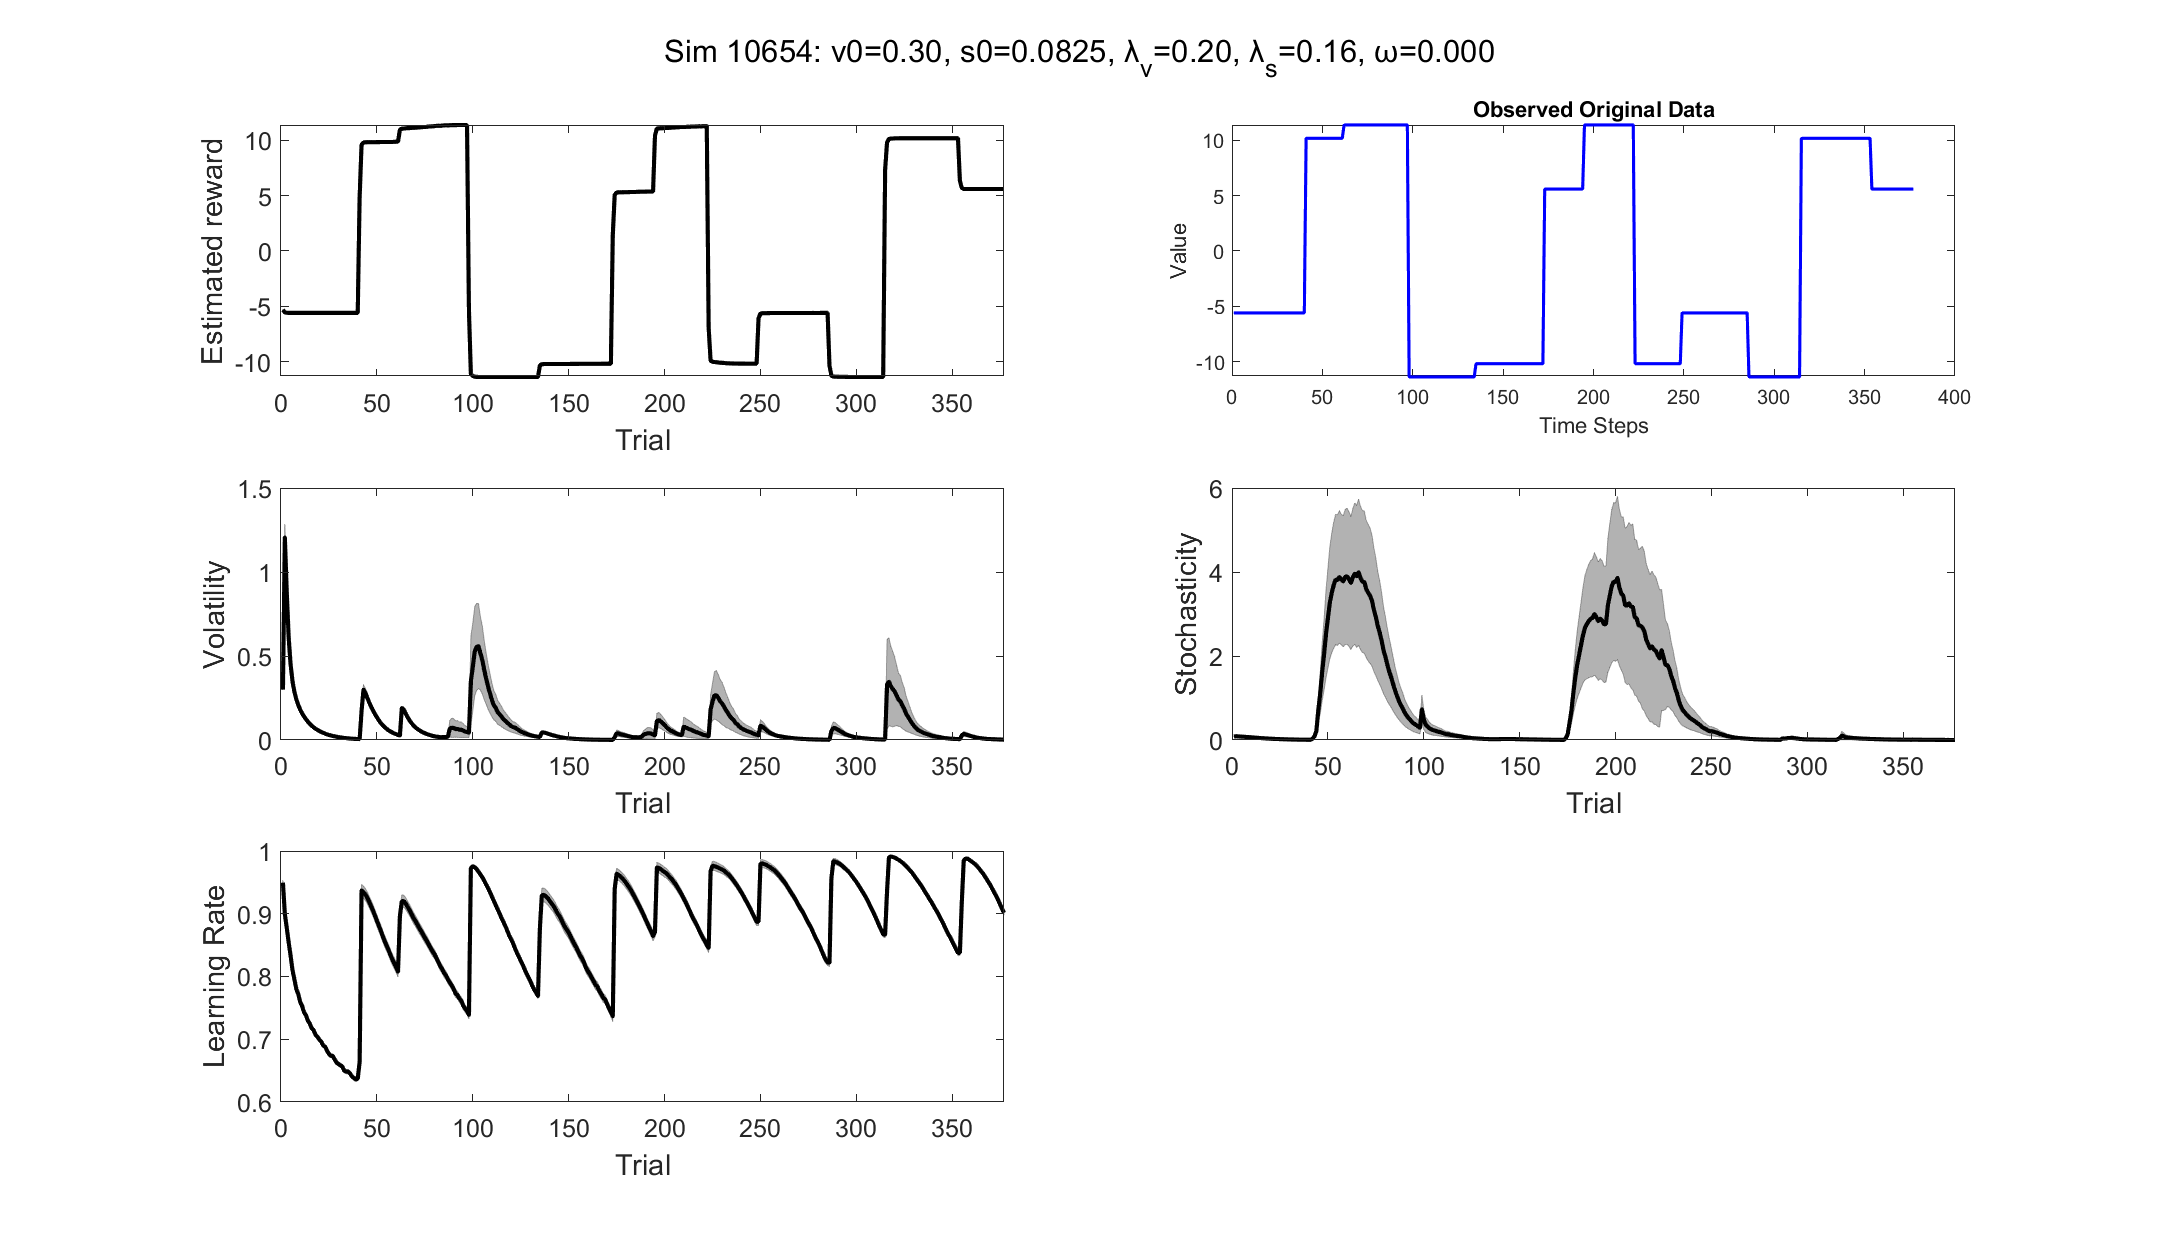 Sim 10654: v0=0.30, s0=0.0825, λ_v=0.20, λ_s=0.16, ω=0.000
Estimated reward
10
5
0
-5
-10
0 50 100 150 200 250 300 350
Trial
Observed Original Data
Value
10
5
0
-5
-10
0 50 100 150 200 250 300 350 400
Time Steps
Volatility
1.5
1
0.5
0
0 50 100 150 200 250 300 350
Trial
Stochasticity
6
4
2
0
0 50 100 150 200 250 300 350
Trial
Learning Rate
1
0.9
0.8
0.7
0.6
0 50 100 150 200 250 300 350
Trial